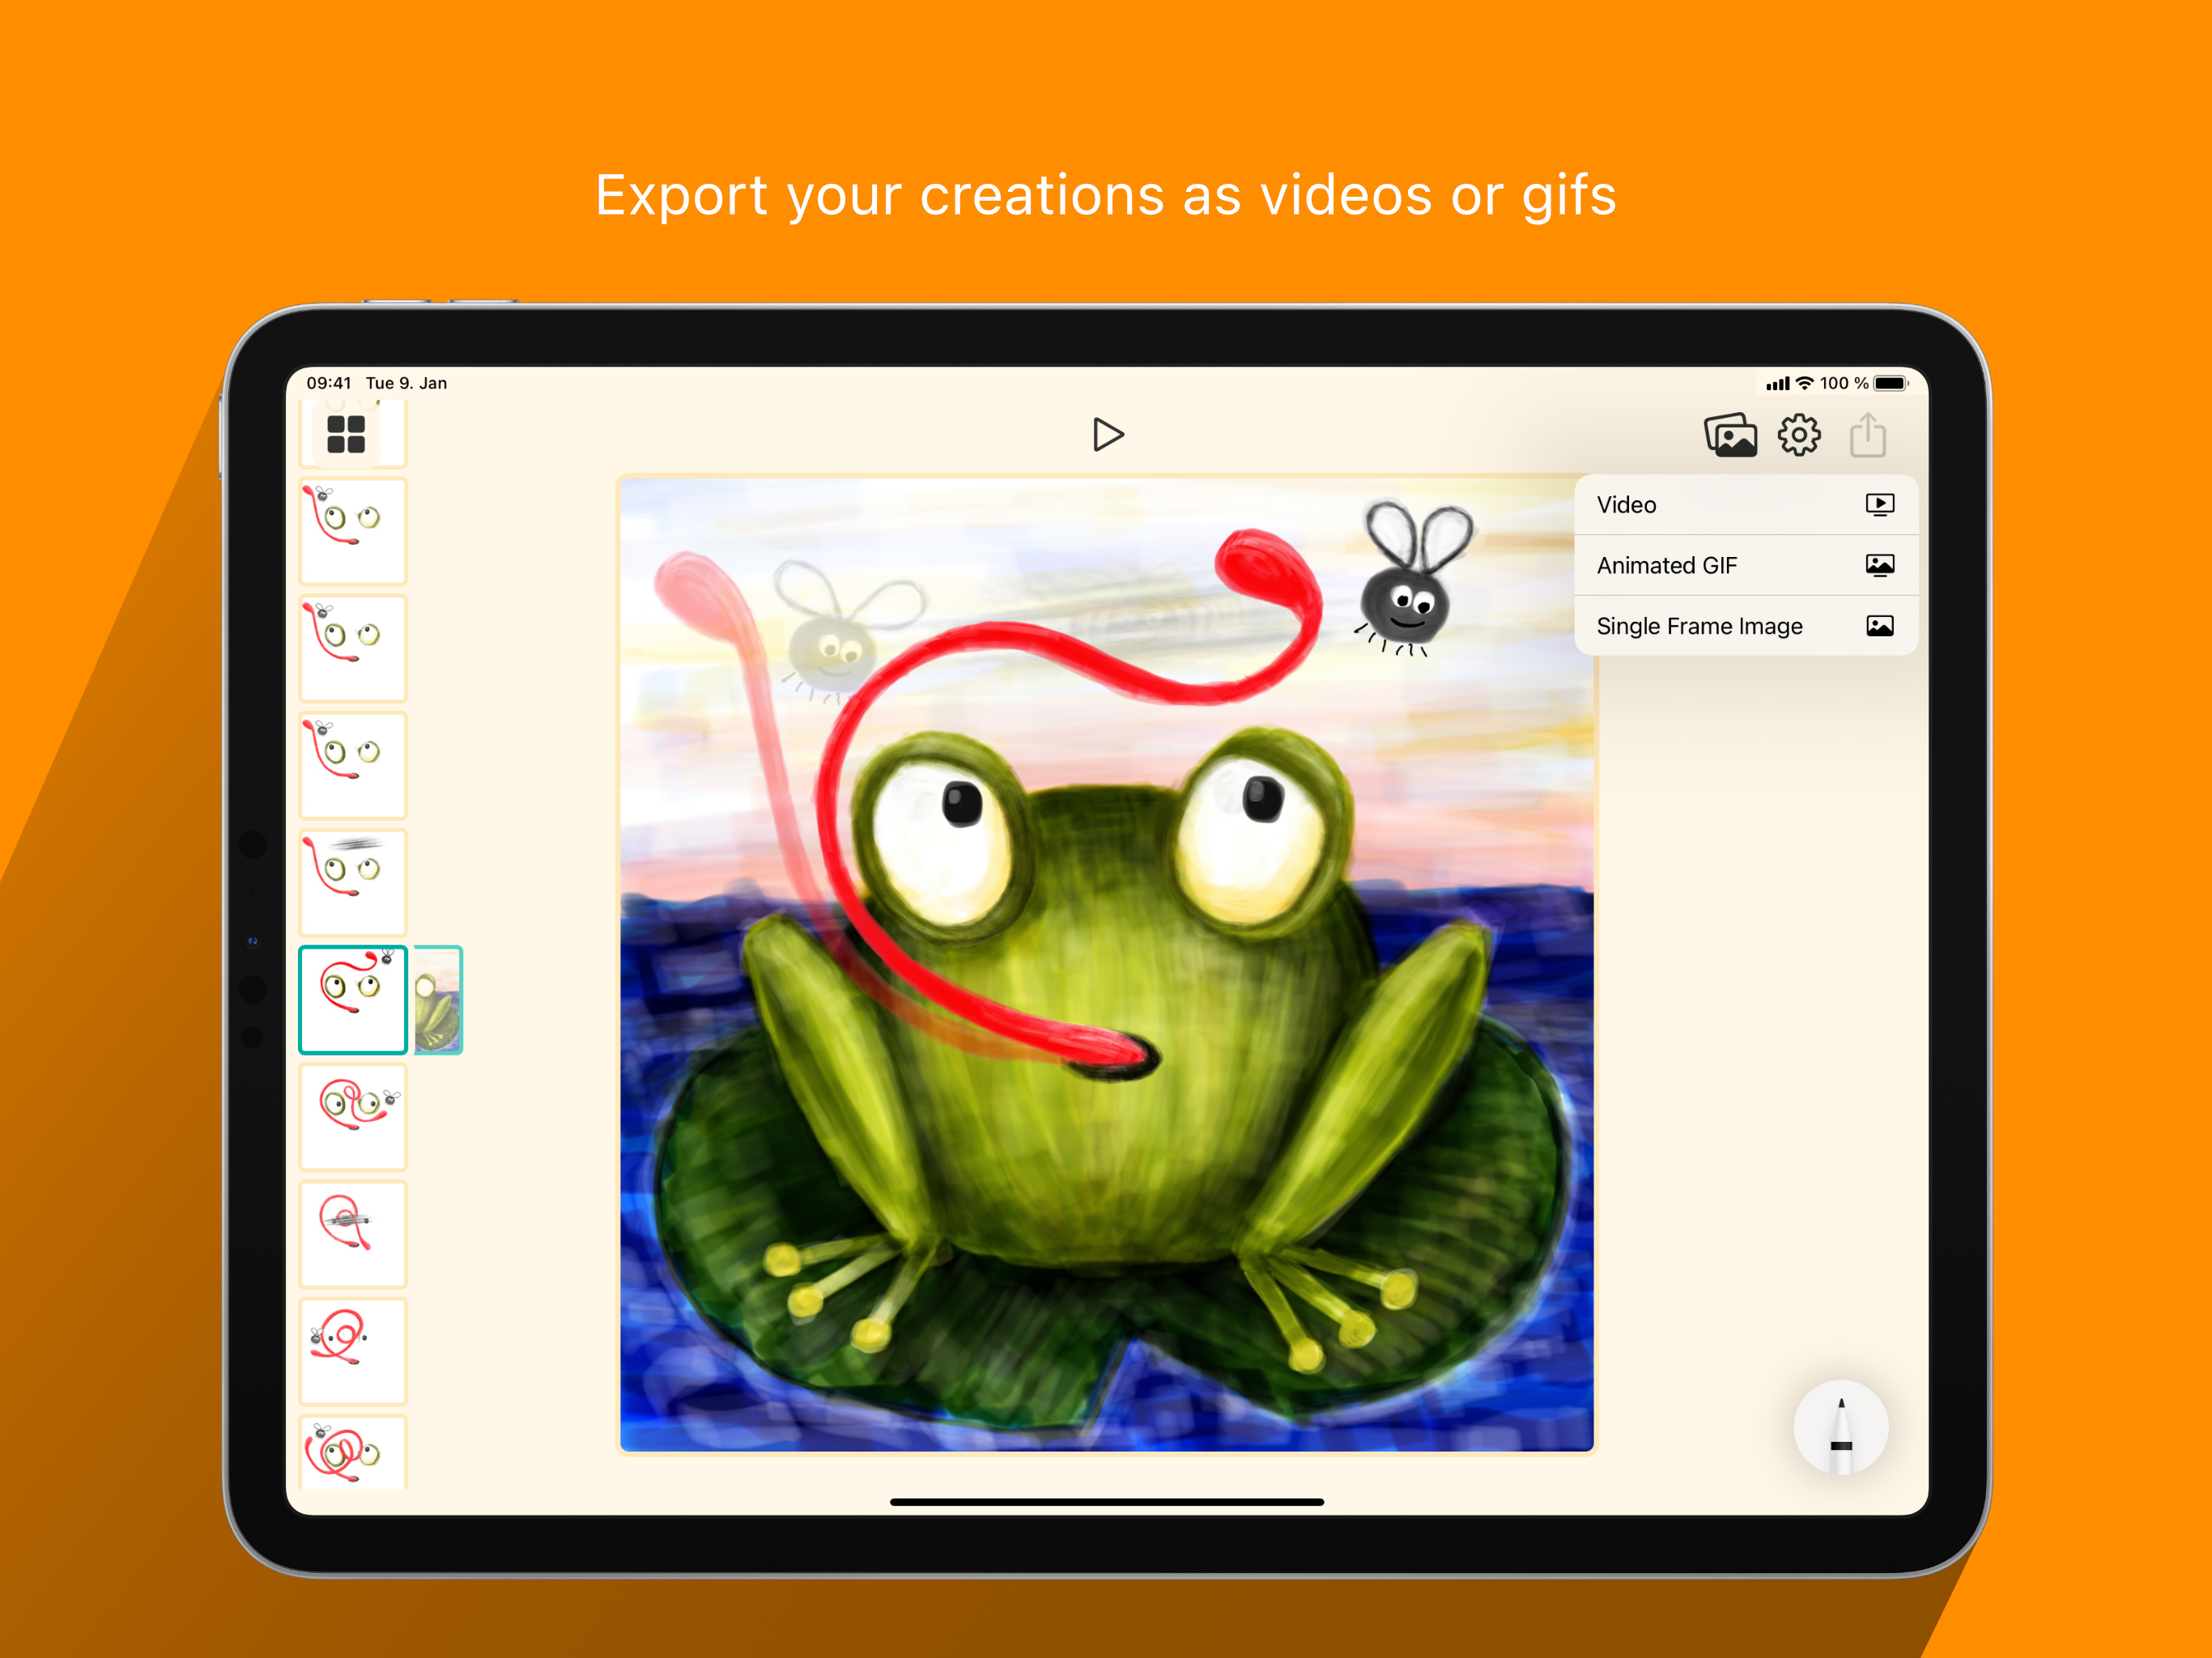 Export your creations as videos or gifs
09:41 Tue 9. Jan
100 %
Video
Animated GIF
Single Frame Image